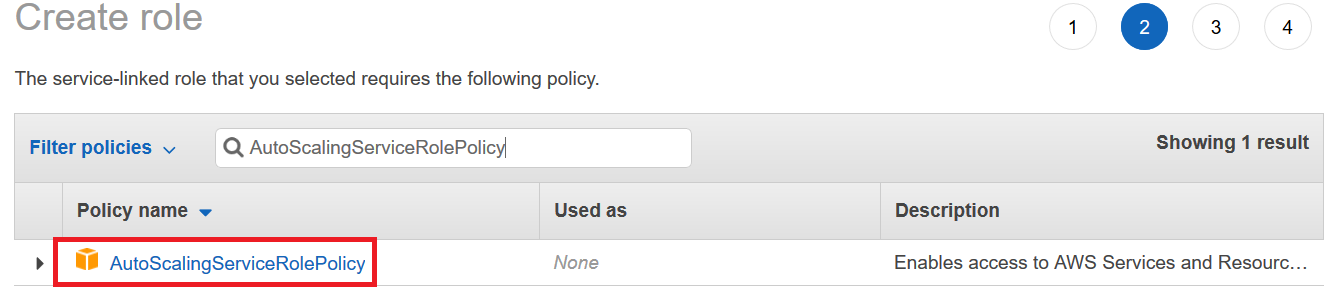 Create role
1 2 3 4
The service-linked role that you selected requires the following policy.
Filter policies AutoScalingServiceRolePolicy Showing 1 result
Policy name Used as Description
AutoScalingServiceRolePolicy None Enables access to AWS Services and Resourc…